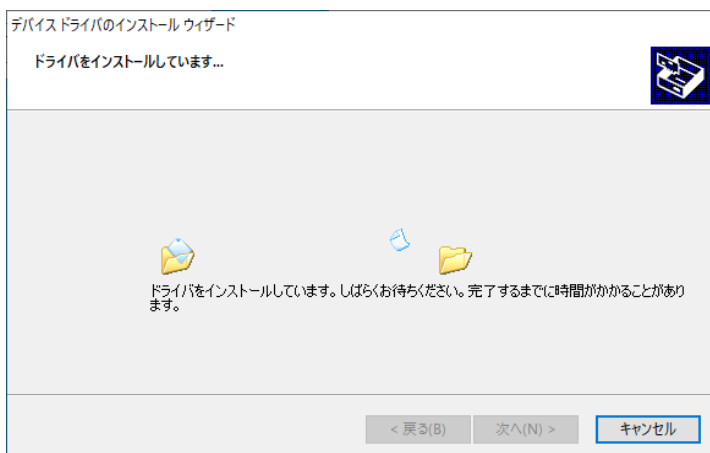 デバイス ドライバのインストール ウィザード
ドライバをインストールしています...
ドライバをインストールしています。しばらくお待ちください。完了するまでに時間がかかることがあり
ます。
< 戻る(B)
次へ(N) >
キャンセル